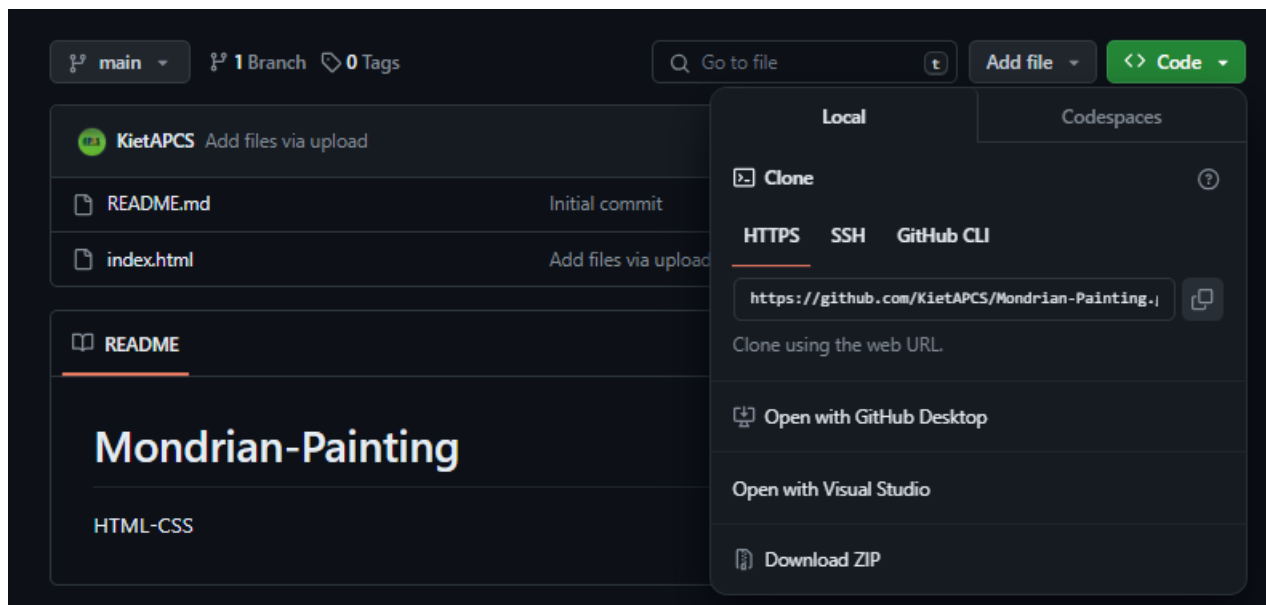 main 1 Branch 0 Tags Go to file t Add file <> Code
Local Codespaces
KietAPCS Add files via upload
Clone
README.md Initial commit
HTTPS SSH GitHub CLI
index.html Add files via upload
https://github.com/KietAPCS/Mondrian-Painting.
Clone using the web URL.
README
Open with GitHub Desktop
Mondrian-Painting
Open with Visual Studio
HTML-CSS
Download ZIP